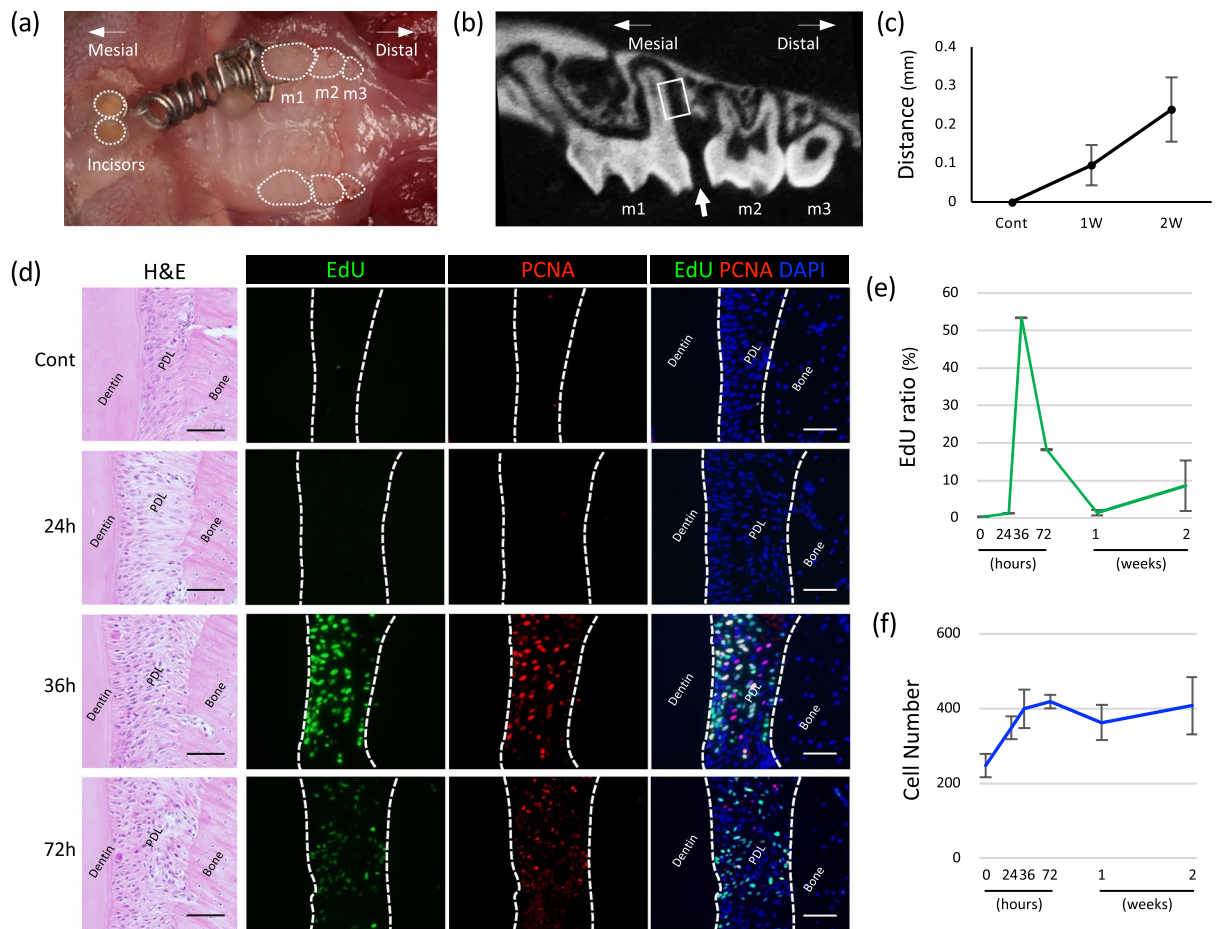 (a)
Mesial
Distal
m1
m2
m3
Incisors
(b)
Mesial
Distal
m1
m2
m3
(c)
Distance (mm)
0.4
0.3
0.2
0.1
0
Cont
1W
2W
(d)
H&E
EdU
PCNA
EdU PCNA DAPI
Cont
Dentin
PDL
Bone
Dentin
PDL
Bone
24h
Dentin
PDL
Bone
Dentin
PDL
Bone
36h
Dentin
PDL
Bone
Dentin
PDL
Bone
72h
Dentin
PDL
Bone
Dentin
PDL
Bone
(e)
EdU ratio (%)
60
50
40
30
20
10
0
0 24 36 72 1 2
(hours) (weeks)
(f)
Cell Number
600
400
200
0
0 24 36 72 1 2
(hours) (weeks)